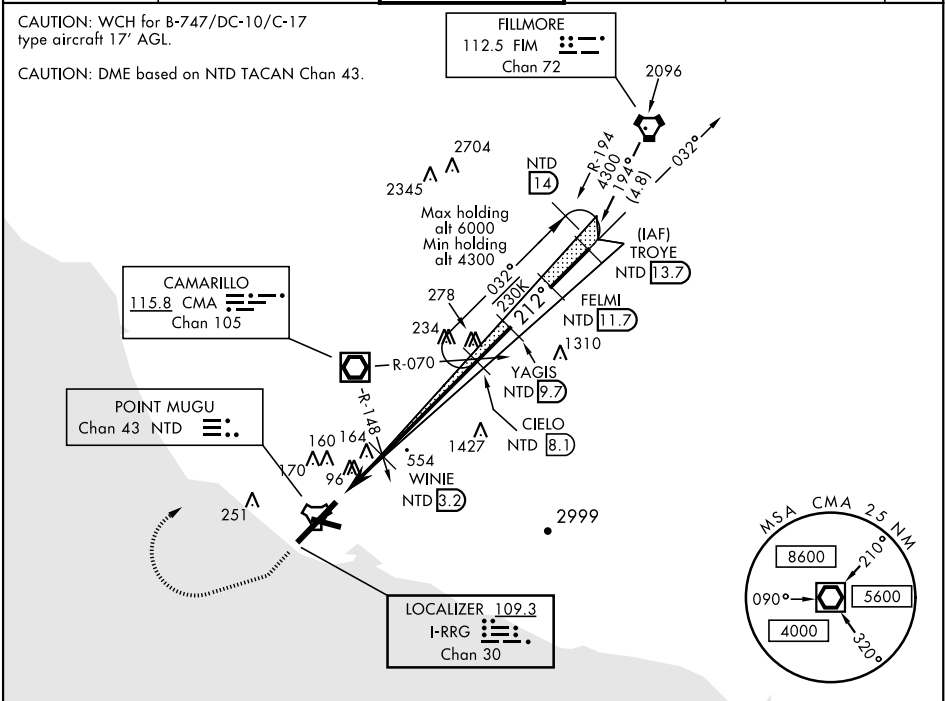 CAUTION: WCH for B-747/DC-10/C-17
type aircraft 17' AGL.
CAUTION: DME based on NTD TACAN Chan 43.
FILLMORE
112.5 FIM
Chan 72
2096
R-194
4300
194°
(4.8)
032°
2704
2345
NTD
14
Max holding
alt 6000
Min holding
alt 4300
(IAF)
TROYE
NTD 13.7
032°
230K
212°
FELMI
NTD 11.7
CAMARILLO
115.8 CMA
Chan 105
278
234
1310
R-070
YAGIS
NTD 9.7
R-148
CIELO
NTD 8.1
POINT MUGU
Chan 43 NTD
1427
160
164
170
96
554
WINIE
NTD 3.2
251
2999
LOCALIZER 109.3
I-RRG
Chan 30
MSA CMA 25 NM
8600
210°
090°
5600
4000
320°